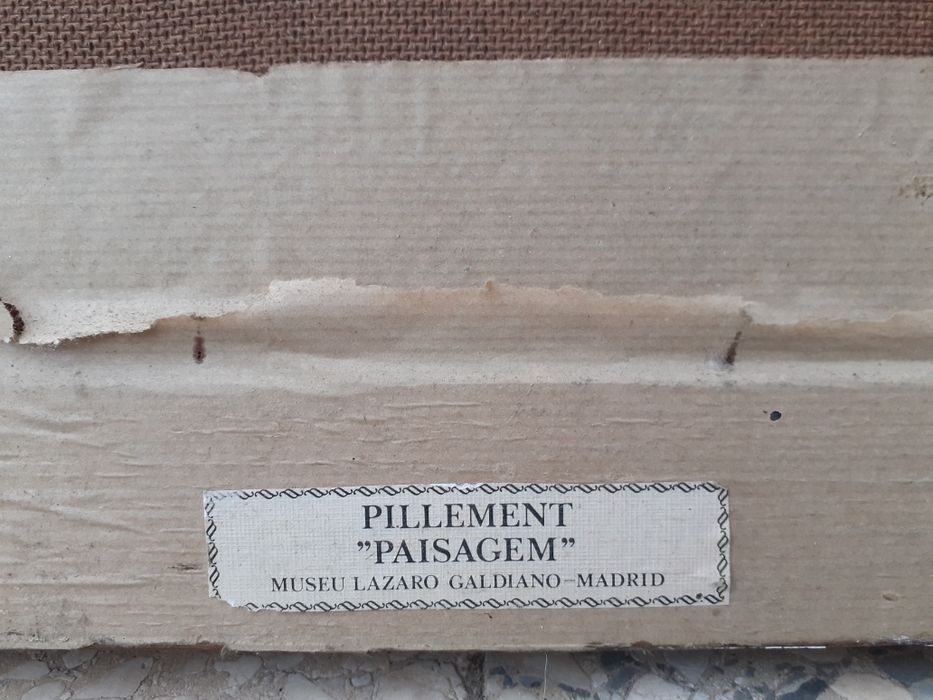 PILLEMENT
”PAISAGEM”
MUSEU LAZARO GALDIANO–MADRID